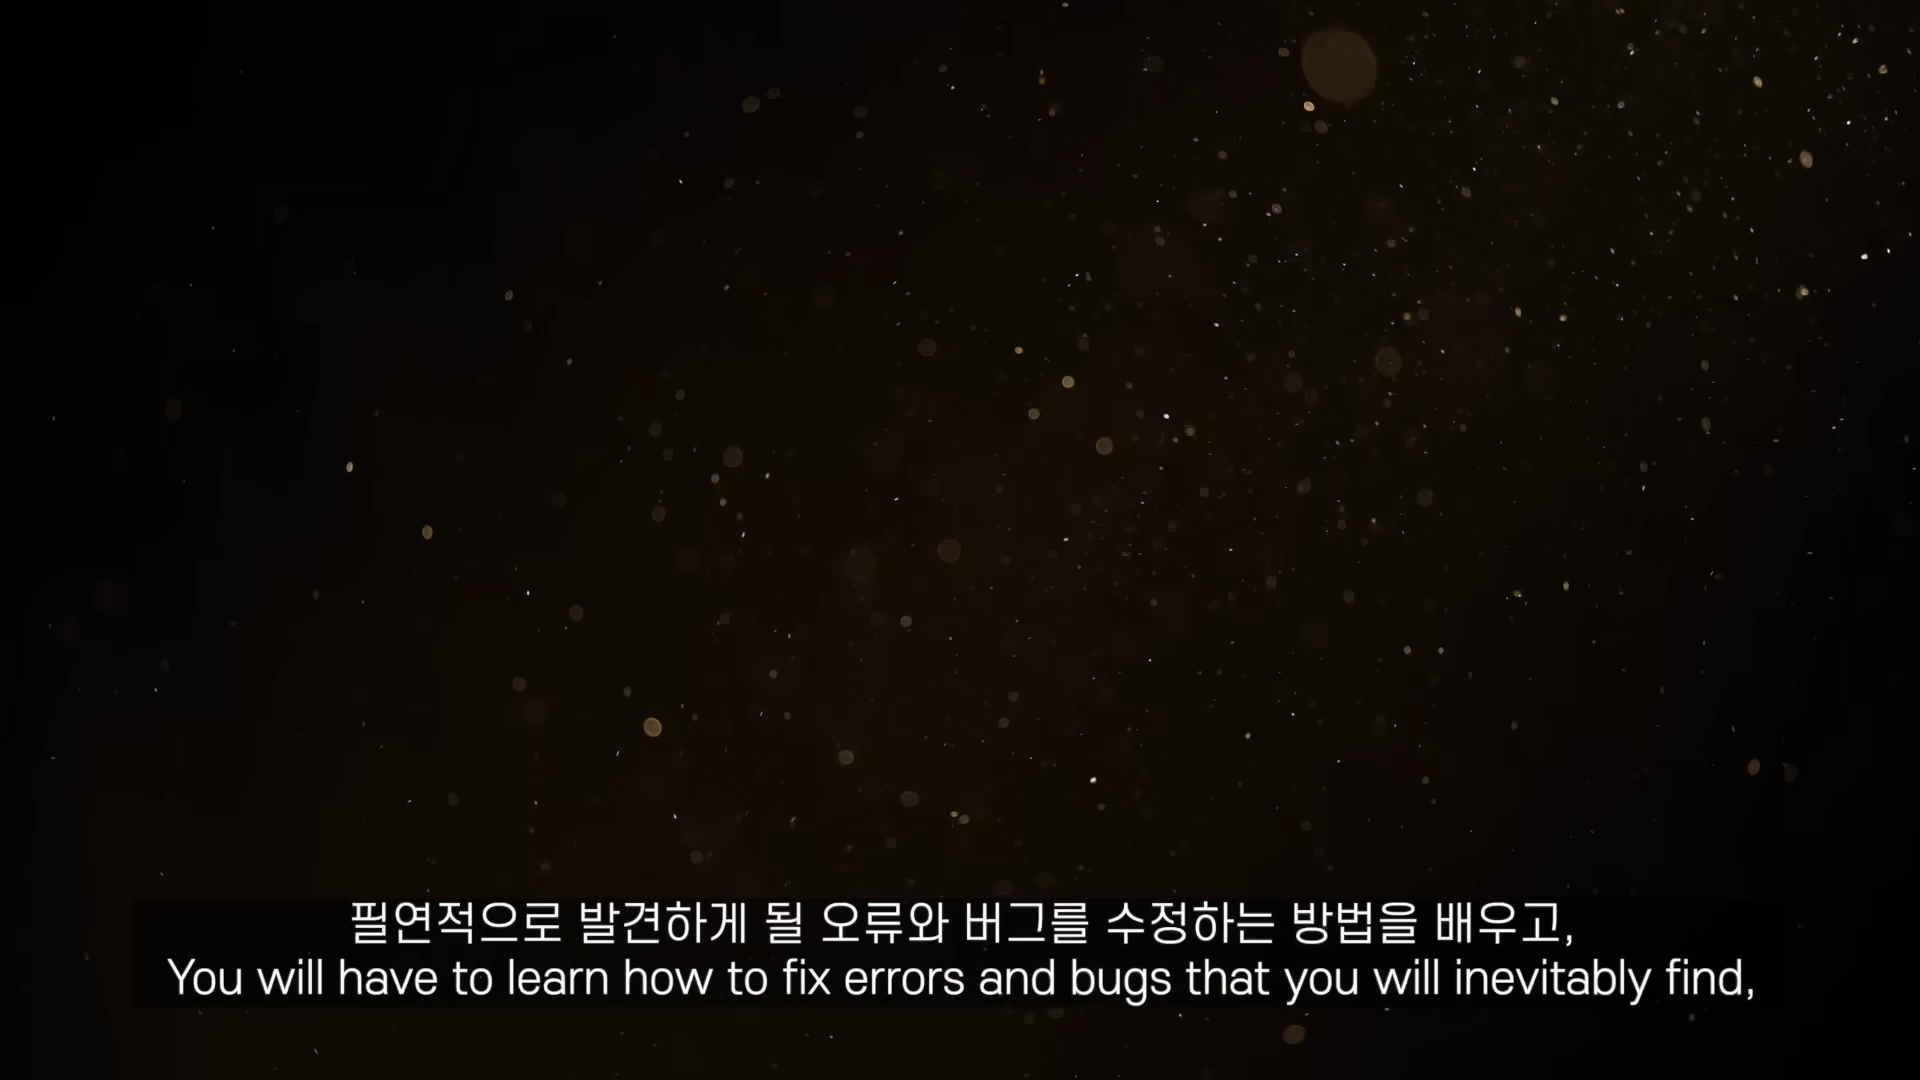 필연적으로 발견하게 될 오류와 버그를 수정하는 방법을 배우고,
You will have to learn how to fix errors and bugs that you will inevitably find,